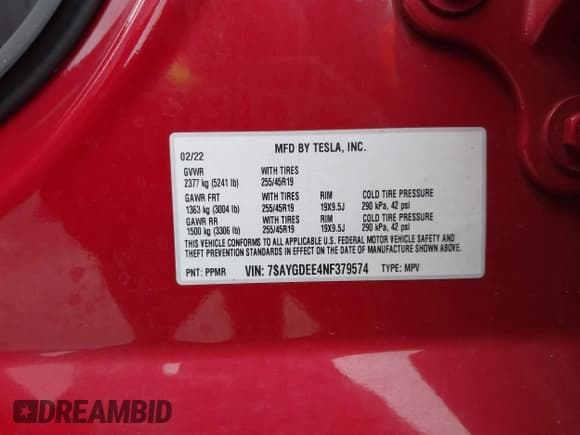 MFD BY TESLA, INC.
02/22
GVWR WITH TIRES
2377 kg (5241 lb) 255/45R19
GAWR FRT WITH TIRES RIM COLD TIRE PRESSURE
1363 kg (3004 lb) 255/45R19 19X9.5J 290 kPa, 42 psi
GAWR RR WITH TIRES RIM COLD TIRE PRESSURE
1500 kg (3306 lb) 255/45R19 19X9.5J 290 kPa, 42 psi
THIS VEHICLE CONFORMS TO ALL APPLICABLE U.S. FEDERAL MOTOR VEHICLE SAFETY AND
THEFT PREVENTION STANDARDS IN EFFECT ON THE DATE OF MANUFACTURE SHOWN ABOVE.
PNT: PPMR VIN: 7SAYGDEE4NF379574 TYPE: MPV
DREAMBID